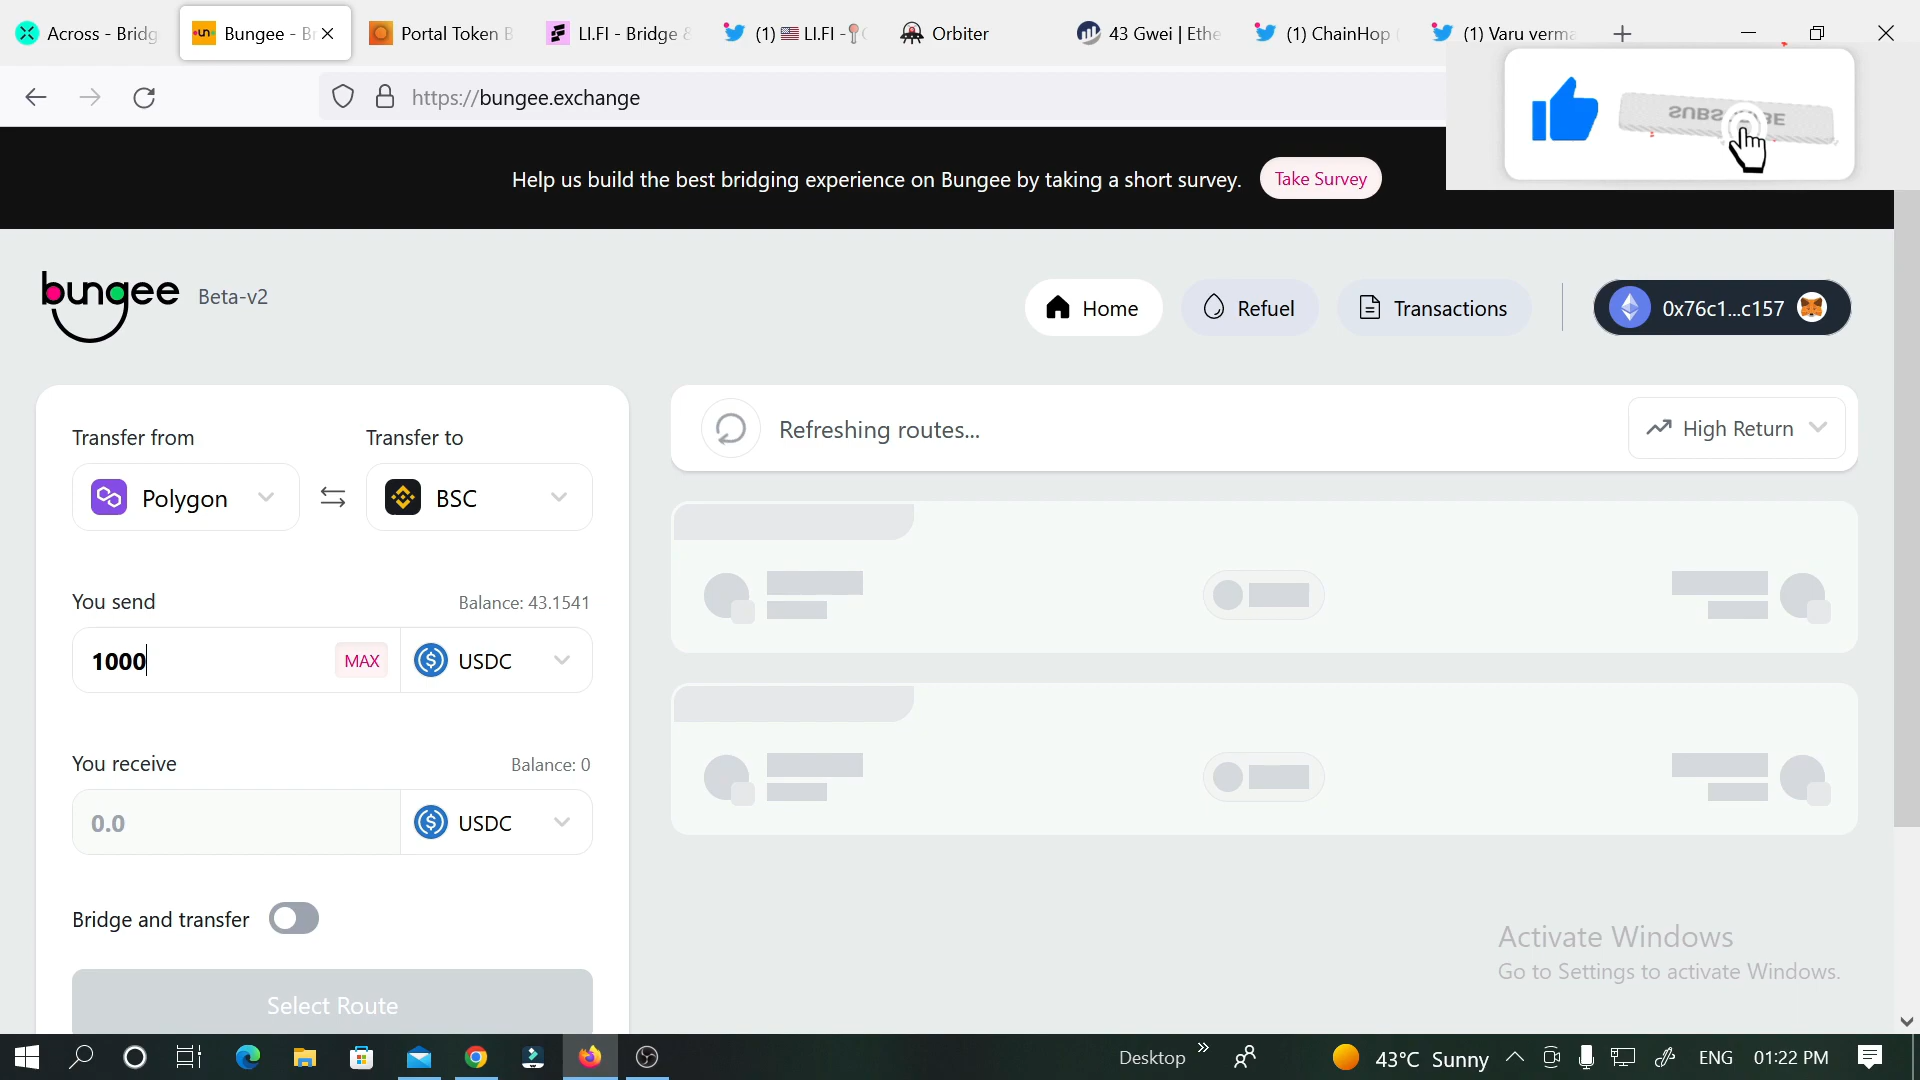 Across - Bridg
Bungee - Br
Portal Token B
LI.FI - Bridge &
(1) LI.FI -
Orbiter
43 Gwei | Ethe
(1) ChainHop
(1) Varu verma
https://bungee.exchange
Help us build the best bridging experience on Bungee by taking a short survey.
Take Survey
bungee
Beta-v2
Home
Refuel
Transactions
0x76c1...c157
Transfer from
Transfer to
Polygon
BSC
Refreshing routes...
High Return
You send
Balance: 43.1541
1000
MAX
USDC
You receive
Balance: 0
0.0
USDC
Bridge and transfer
Select Route
Activate Windows
Go to Settings to activate Windows.
Desktop
43°C Sunny
ENG
01:22 PM